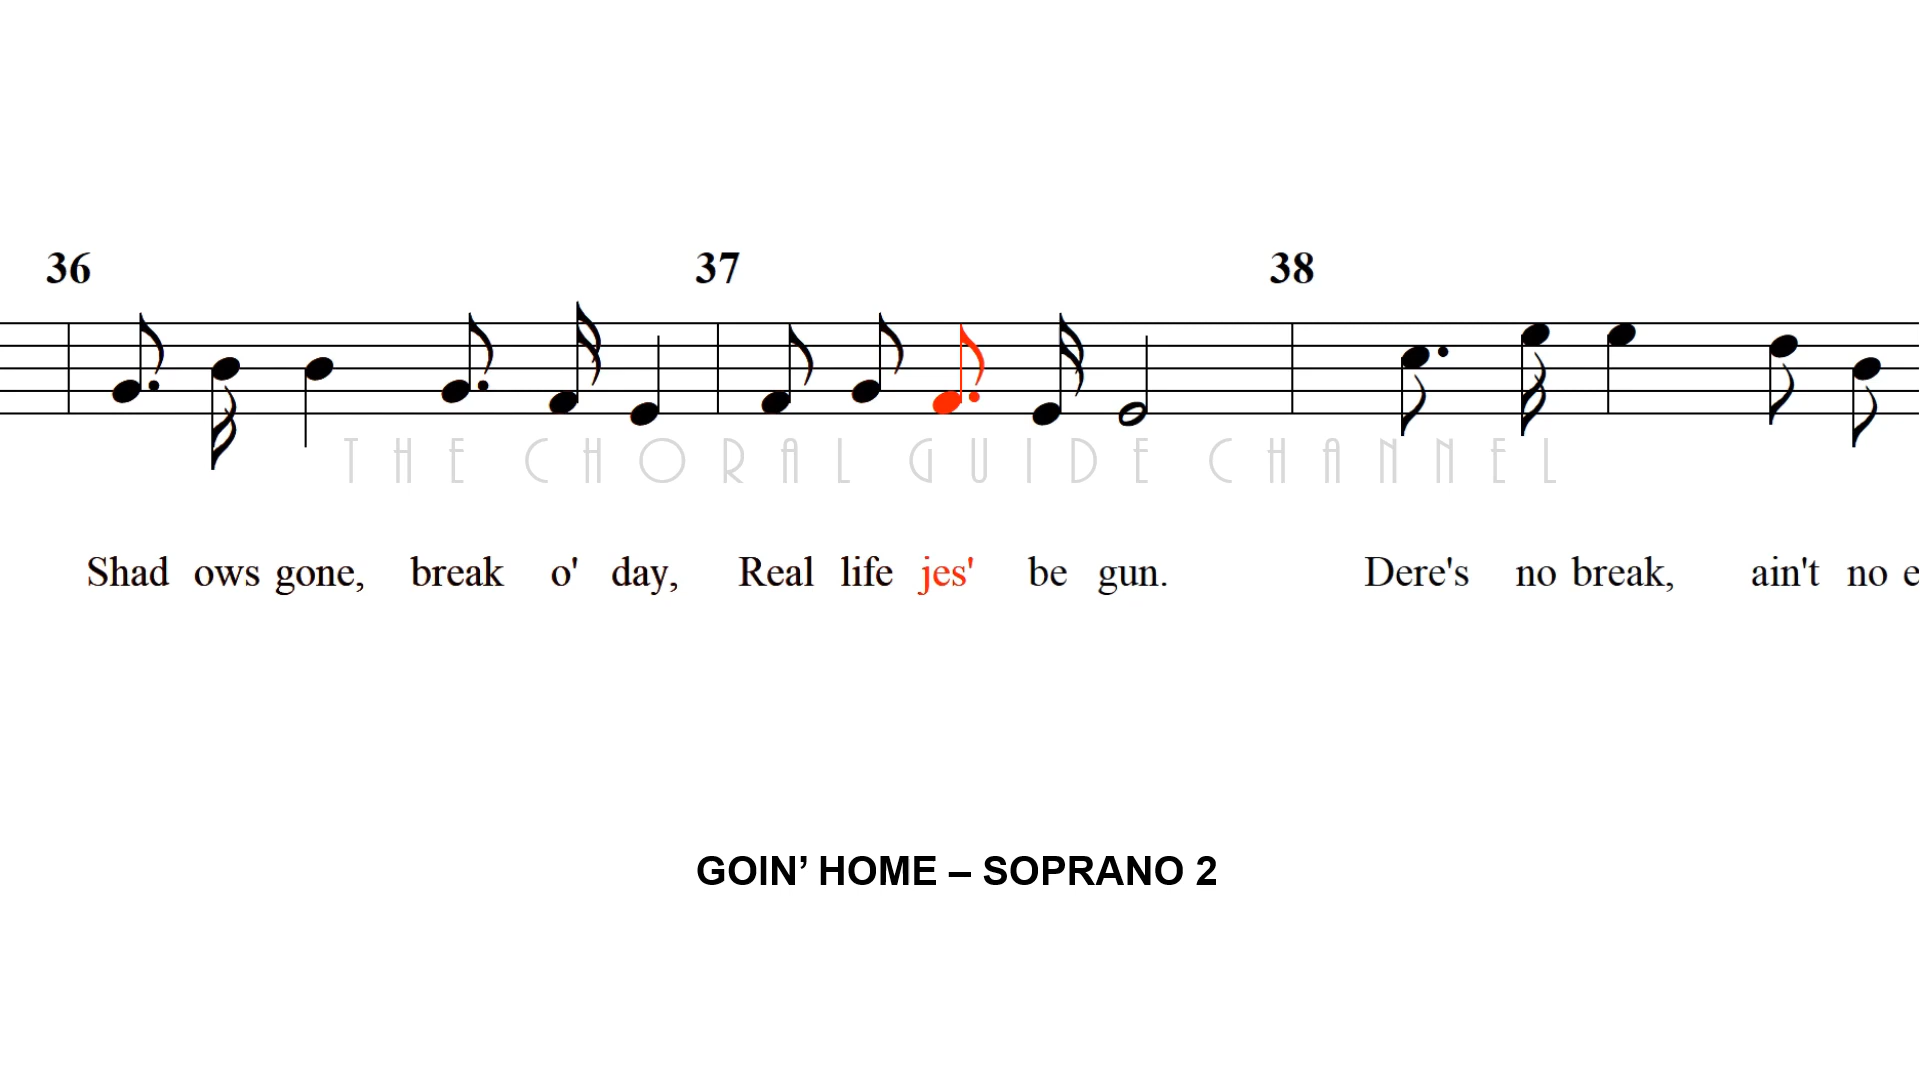 36 37 38
THE CHORAL GUIDE CHANNEL
Shad ows gone, break o' day, Real life jes' be gun. Dere's no break, ain't no e
GOIN’ HOME – SOPRANO 2